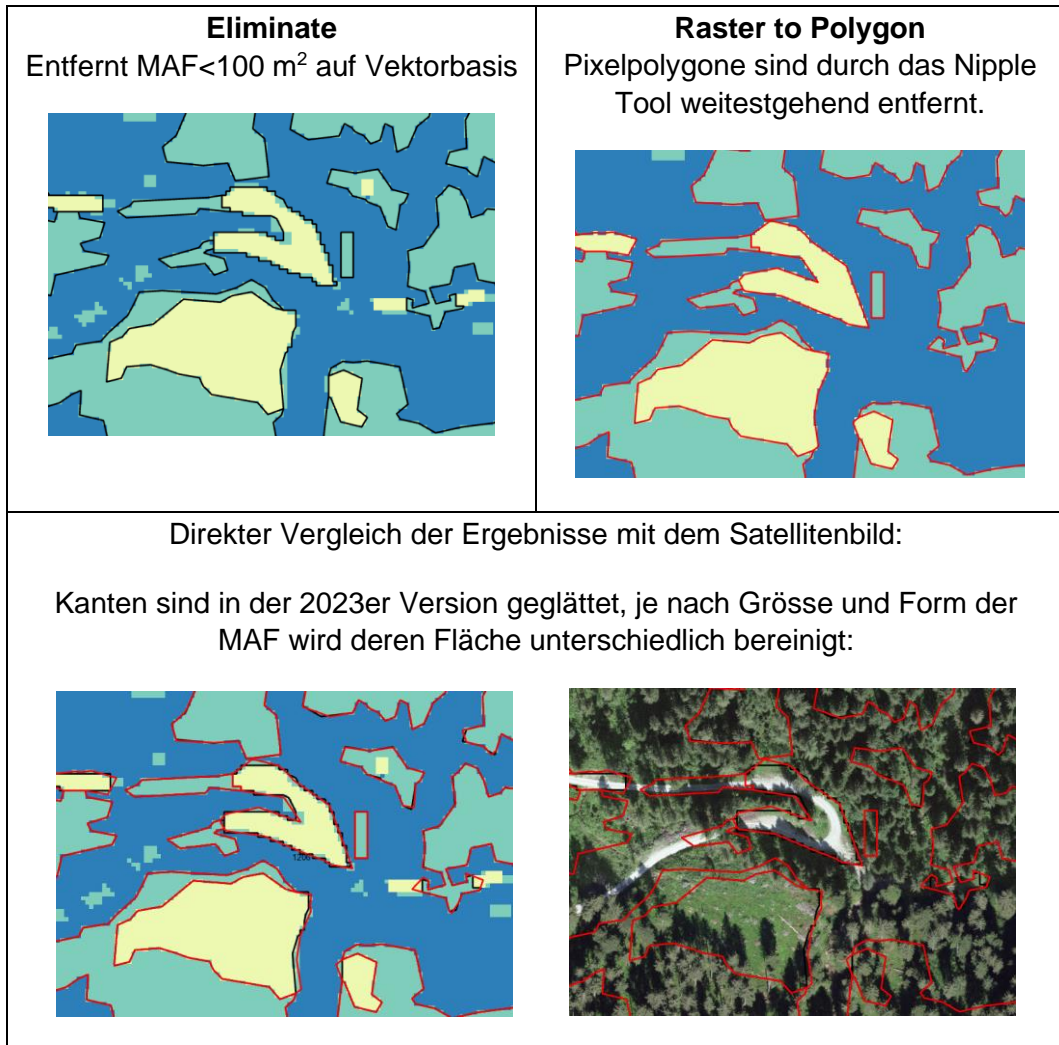 Eliminate
Entfernt MAF<100 m² auf Vektorbasis
Raster to Polygon
Pixelpolygone sind durch das Nipple
Tool weitestgehend entfernt.
Direkter Vergleich der Ergebnisse mit dem Satellitenbild:
Kanten sind in der 2023er Version geglättet, je nach Grösse und Form der
MAF wird deren Fläche unterschiedlich bereinigt:
1206